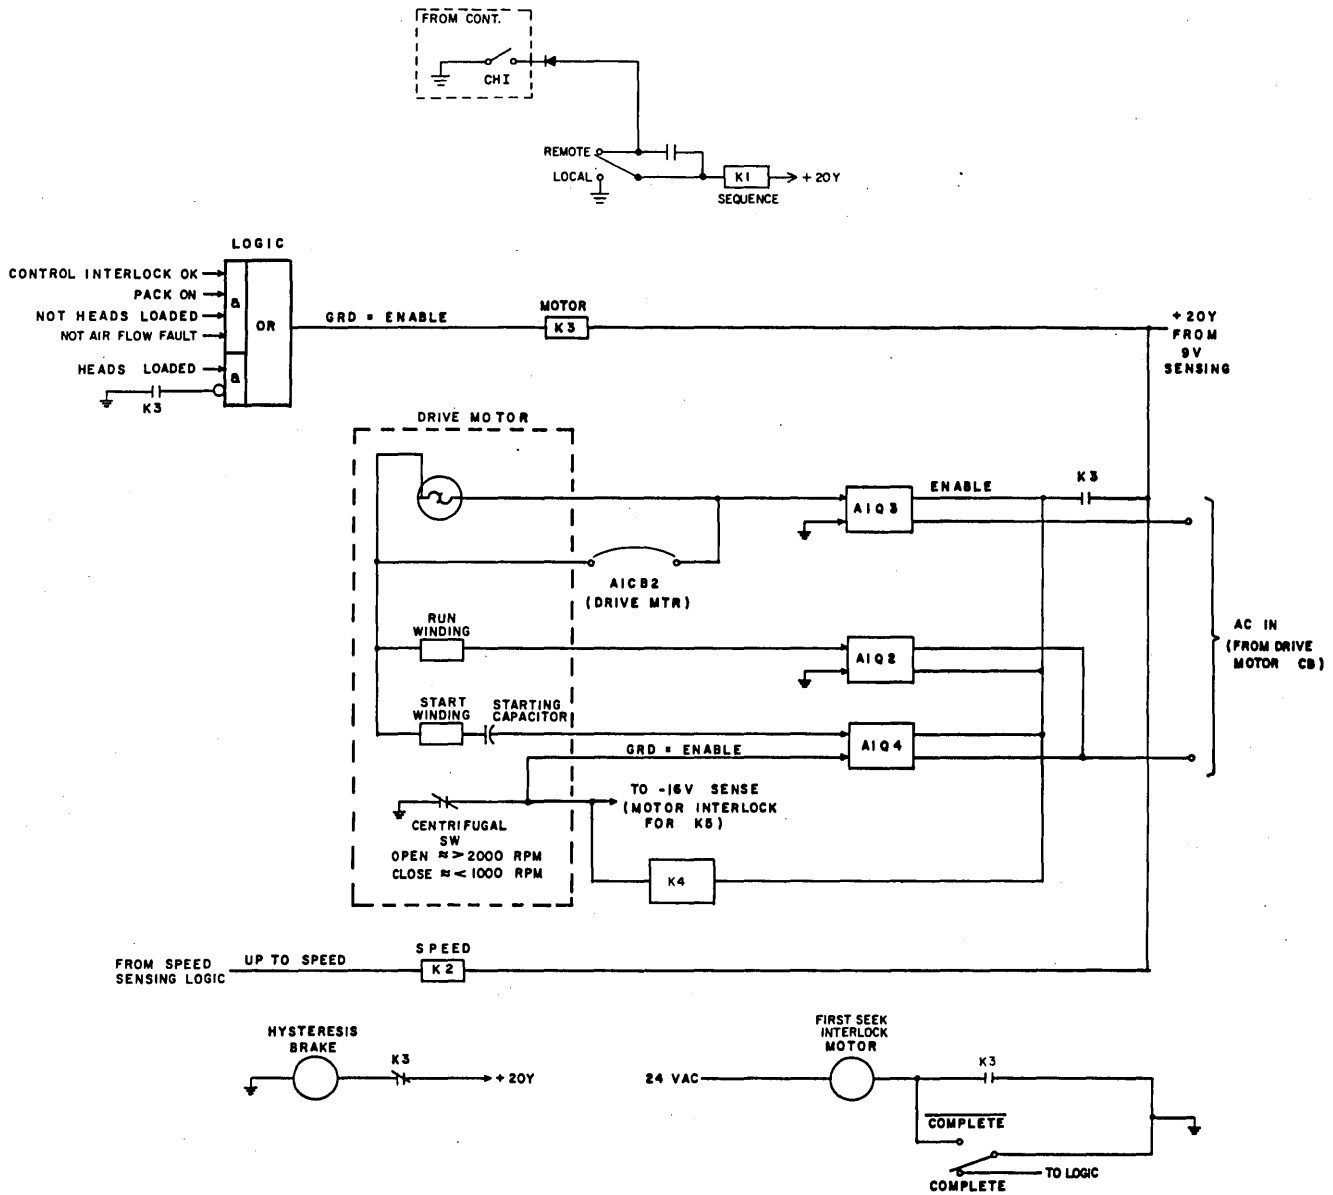 FROM CONT.
CHI
REMOTE
LOCAL
K1
+20Y
SEQUENCE
LOGIC
CONTROL INTERLOCK OK
PACK ON
NOT HEADS LOADED
NOT AIR FLOW FAULT
HEADS LOADED
K3
a
a
OR
GRD = ENABLE
MOTOR
K3
+20Y
FROM
9V
SENSING
DRIVE MOTOR
A1CB2
(DRIVE MTR)
A1Q3
ENABLE
K3
RUN
WINDING
A1Q2
AC IN
(FROM DRIVE
MOTOR CB)
START
WINDING
STARTING
CAPACITOR
A1Q4
GRD = ENABLE
TO -16V SENSE
(MOTOR INTERLOCK
FOR K5)
CENTRIFUGAL
SW
OPEN ≈ > 2000 RPM
CLOSE ≈ < 1000 RPM
K4
FROM SPEED
SENSING LOGIC
UP TO SPEED
SPEED
K2
HYSTERESIS
BRAKE
K3
+20Y
FIRST SEEK
INTERLOCK
MOTOR
24 VAC
K3
COMPLETE
TO LOGIC
COMPLETE